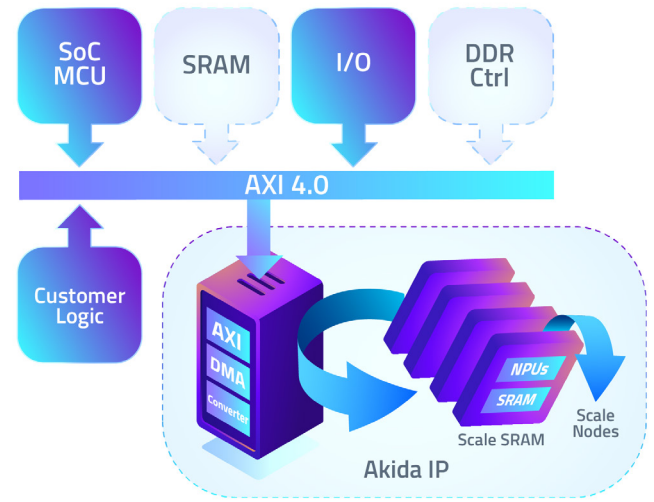 SoC
MCU
SRAM
I/O
DDR
Ctrl
AXI 4.0
Customer
Logic
AXI
DMA
Converter
NPUs
SRAM
Scale SRAM
Scale
Nodes
Akida IP